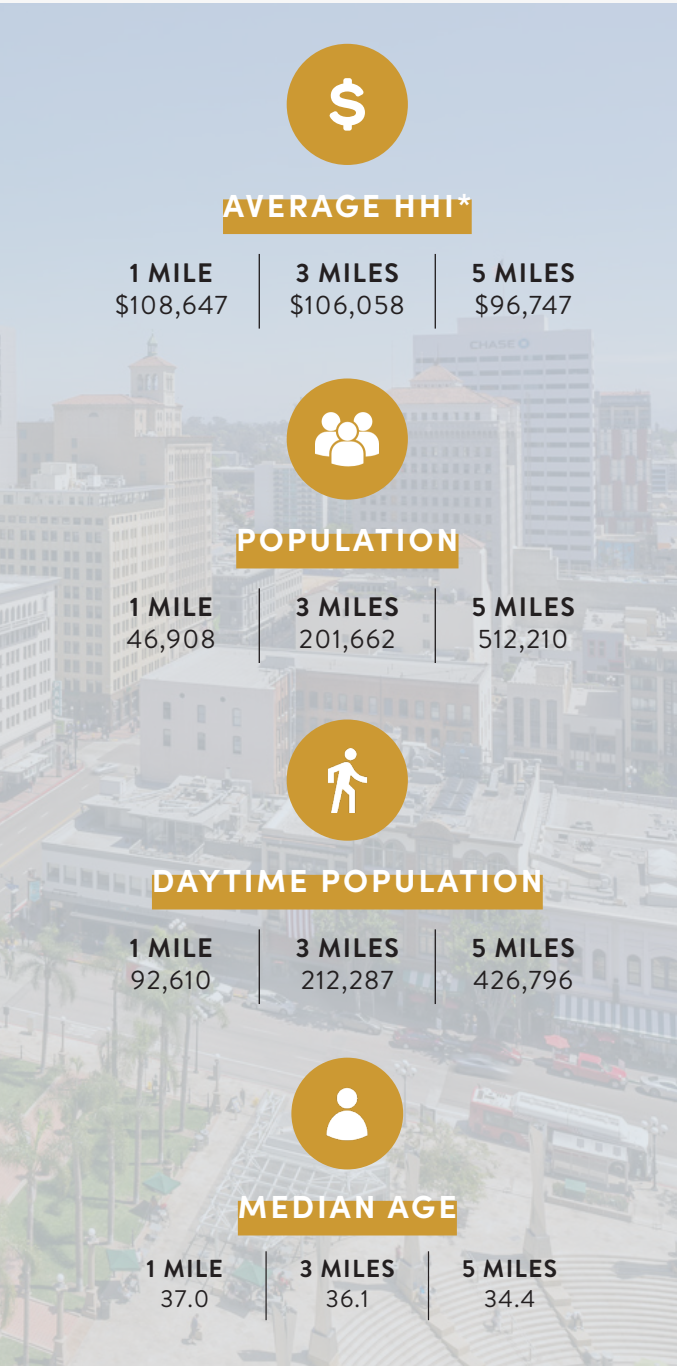 $
AVERAGE HHI*
1 MILE 3 MILES 5 MILES
$108,647 $106,058 $96,747
CHASE
POPULATION
1 MILE 3 MILES 5 MILES
46,908 201,662 512,210
DAYTIME POPULATION
1 MILE 3 MILES 5 MILES
92,610 212,287 426,796
MEDIAN AGE
1 MILE 3 MILES 5 MILES
37.0 36.1 34.4